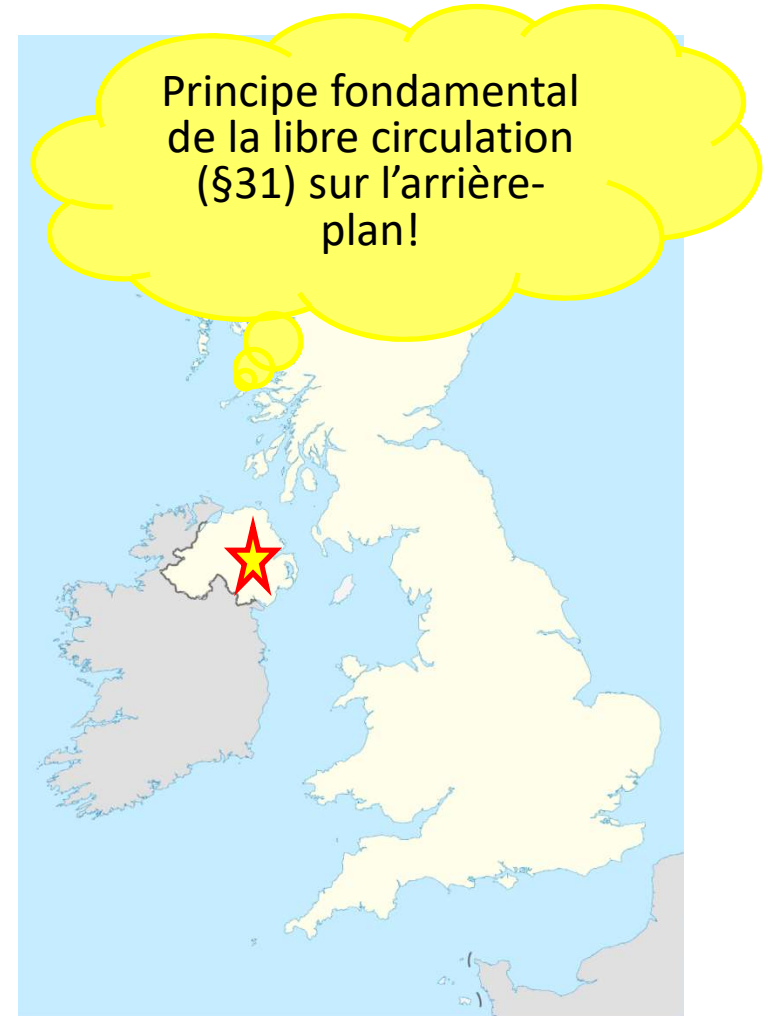 Principe fondamental
de la libre circulation
(§31) sur l’arrière-
plan!